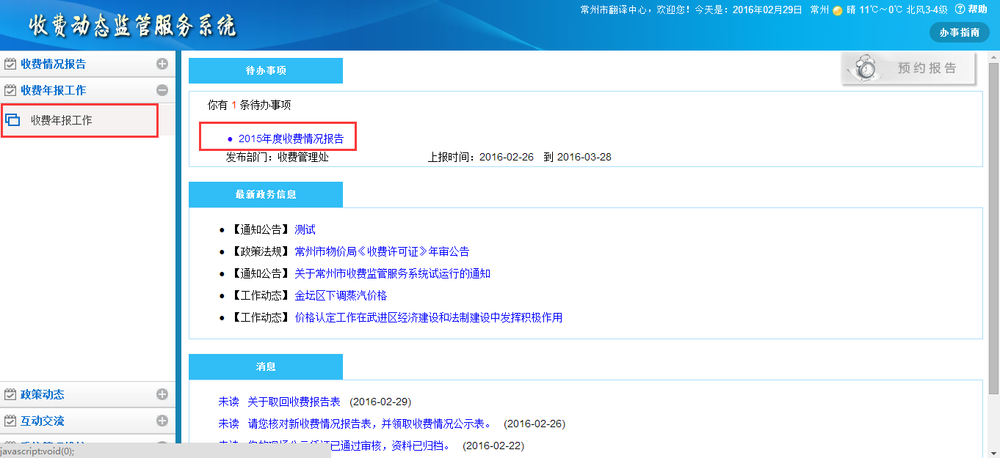 收费动态监管服务系统
常州市翻译中心，欢迎您！今天是：2016年02月29日 常州 晴 11℃～0℃ 北风3-4级 帮助
办事指南
收费情况报告
收费年报工作
收费年报工作
政策动态
互动交流
javascript:void(0);
待办事项
预约报告
你有 1 条待办事项
● 2015年度收费情况报告
发布部门：收费管理处 上报时间：2016-02-26 到 2016-03-28
最新政务信息
● 【通知公告】 测试
● 【政策法规】 常州市物价局《收费许可证》年审公告
● 【通知公告】 关于常州市收费监管服务系统试运行的通知
● 【工作动态】 金坛区下调蒸汽价格
● 【工作动态】 价格认定工作在武进区经济建设和法制建设中发挥积极作用
消息
未读 关于取回收费报告表 (2016-02-29)
未读 请您核对新收费情况报告表，并领取收费情况公示表。 (2016-02-26)
已通过审核，资料已归档。 (2016-02-22)